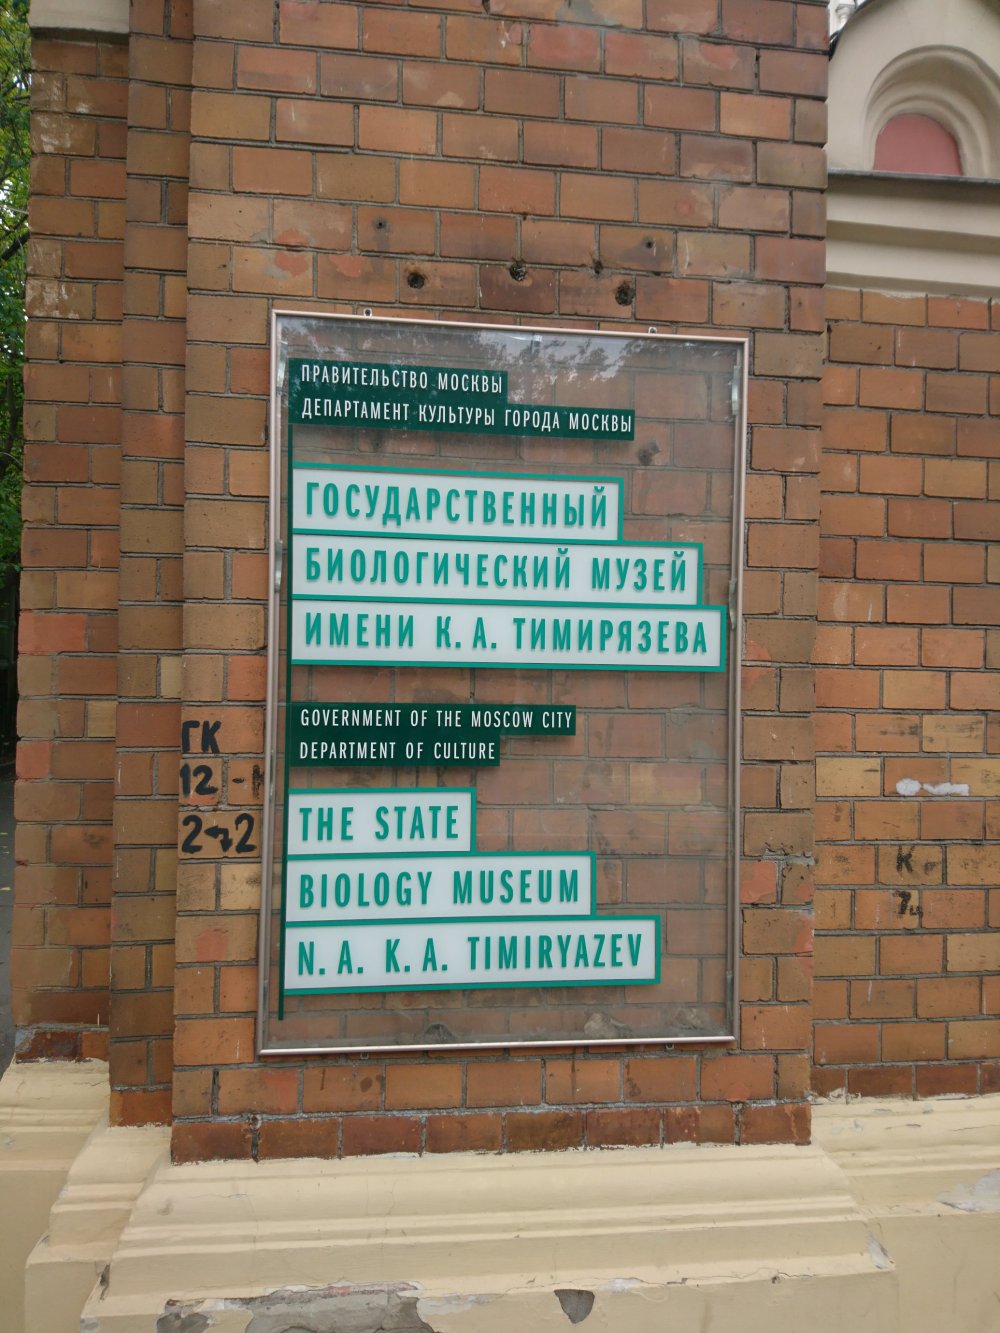 ПРАВИТЕЛЬСТВО МОСКВЫ
ДЕПАРТАМЕНТ КУЛЬТУРЫ ГОРОДА МОСКВЫ
ГОСУДАРСТВЕННЫЙ
БИОЛОГИЧЕСКИЙ МУЗЕЙ
ИМЕНИ К. А. ТИМИРЯЗЕВА
GOVERNMENT OF THE MOSCOW CITY
DEPARTMENT OF CULTURE
THE STATE
BIOLOGY MUSEUM
N. A. K. A. TIMIRYAZEV
ГК
12